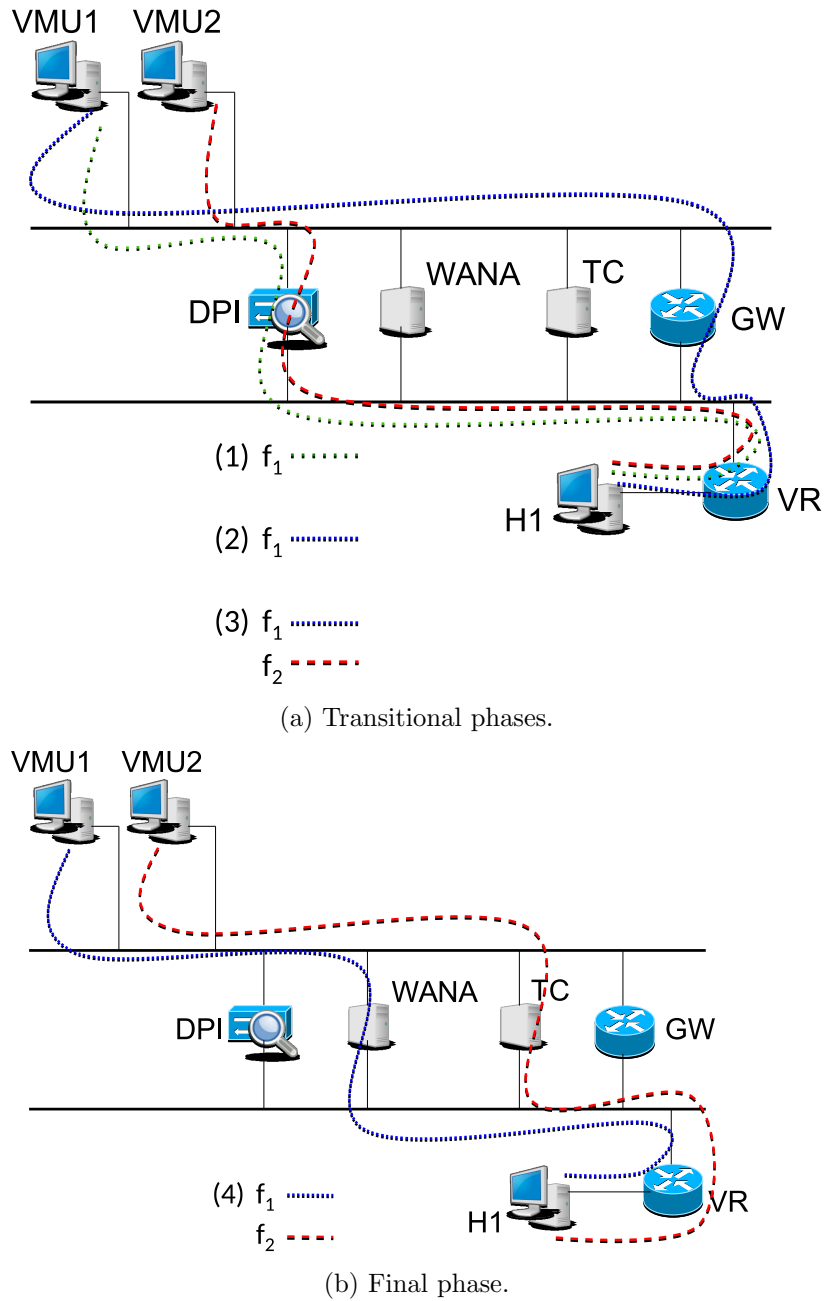 VMU1 VMU2
WANA TC
DPI GW
(1) f1
VR
H1
(2) f1
(3) f1
f2
(a) Transitional phases.
VMU1 VMU2
WANA TC
DPI GW
(4) f1
VR
H1
f2
(b) Final phase.